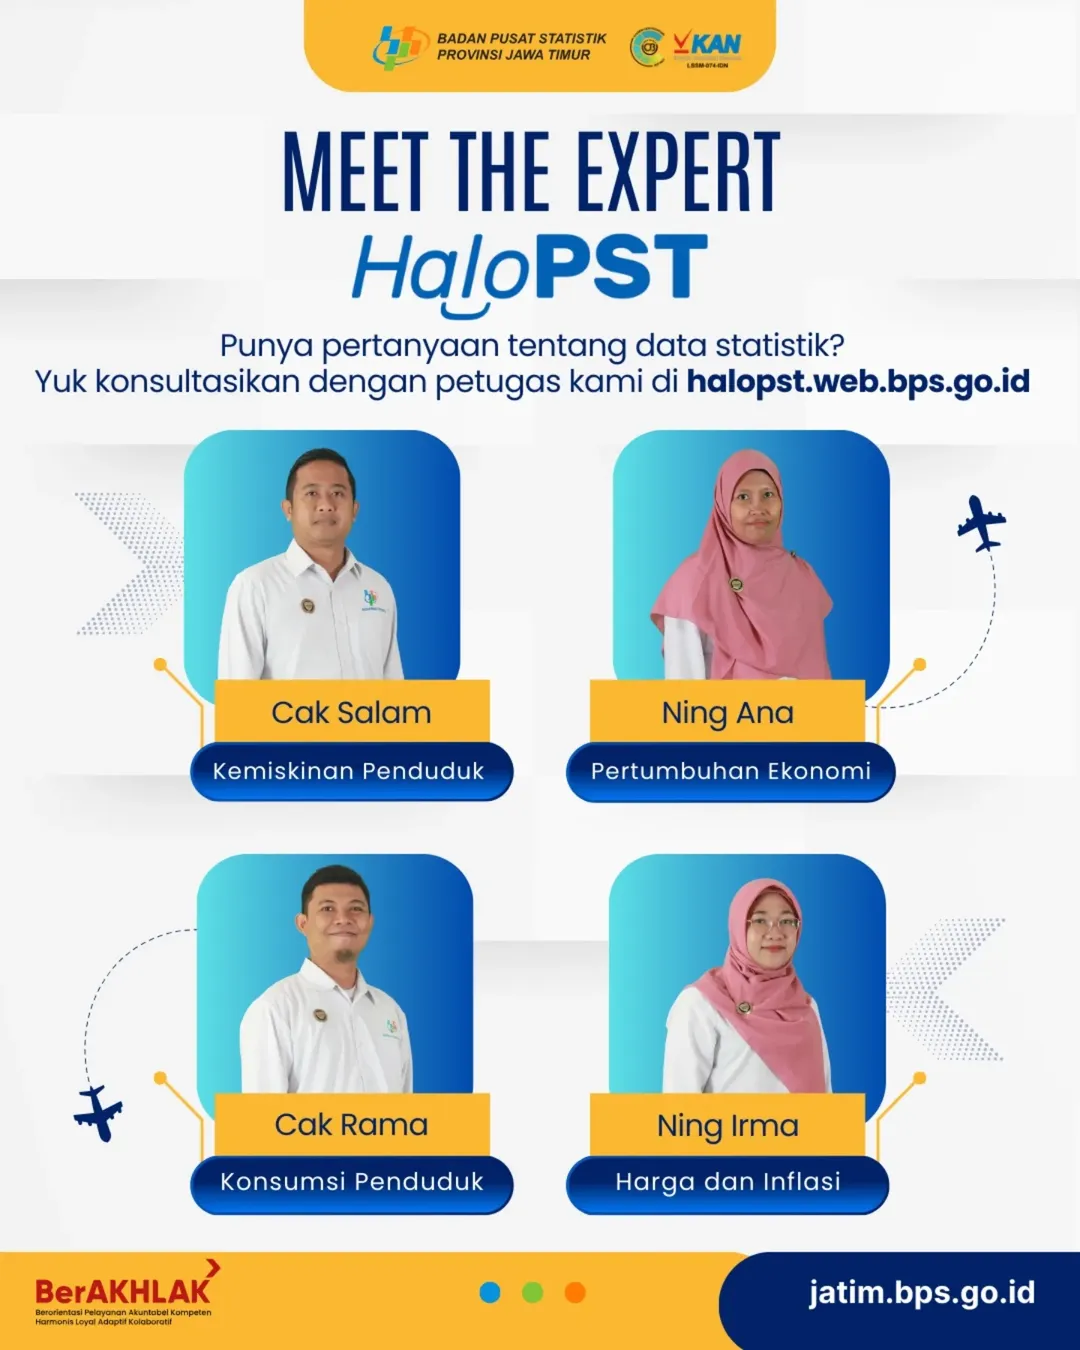 BADAN PUSAT STATISTIK
PROVINSI JAWA TIMUR
KAN
LBSM-074-IDN
MEET THE EXPERT
HaloPST
Punya pertanyaan tentang data statistik?
Yuk konsultasikan dengan petugas kami di halopst.web.bps.go.id
Cak Salam
Kemiskinan Penduduk
Ning Ana
Pertumbuhan Ekonomi
Cak Rama
Konsumsi Penduduk
Ning Irma
Harga dan Inflasi
BerAKHLAK
Berorientasi Pelayanan Akuntabel Kompeten
Harmonis Loyal Adaptif Kolaboratif
jatim.bps.go.id